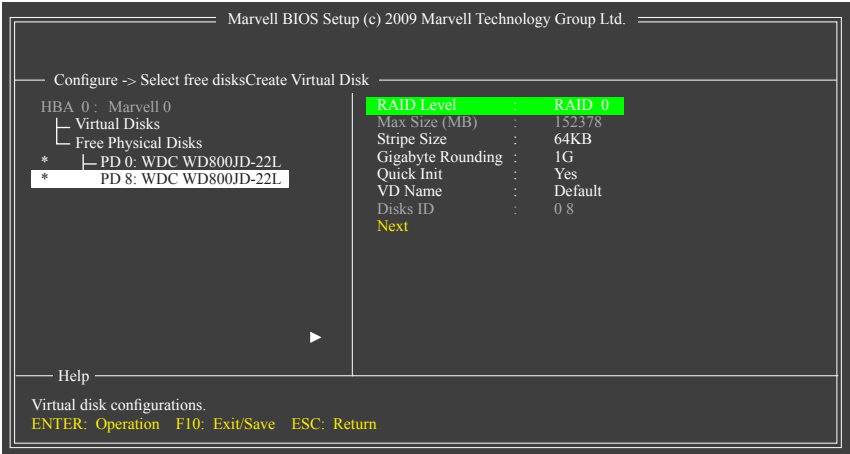 Marvell BIOS Setup (c) 2009 Marvell Technology Group Ltd.
Configure -> Select free disksCreate Virtual Disk
HBA 0 : Marvell 0
Virtual Disks
Free Physical Disks
* PD 0: WDC WD800JD-22L
* PD 8: WDC WD800JD-22L
RAID Level : RAID 0
Max Size (MB) : 152378
Stripe Size : 64KB
Gigabyte Rounding : 1G
Quick Init : Yes
VD Name : Default
Disks ID : 0 8
Next
Help
Virtual disk configurations.
ENTER: Operation F10: Exit/Save ESC: Return